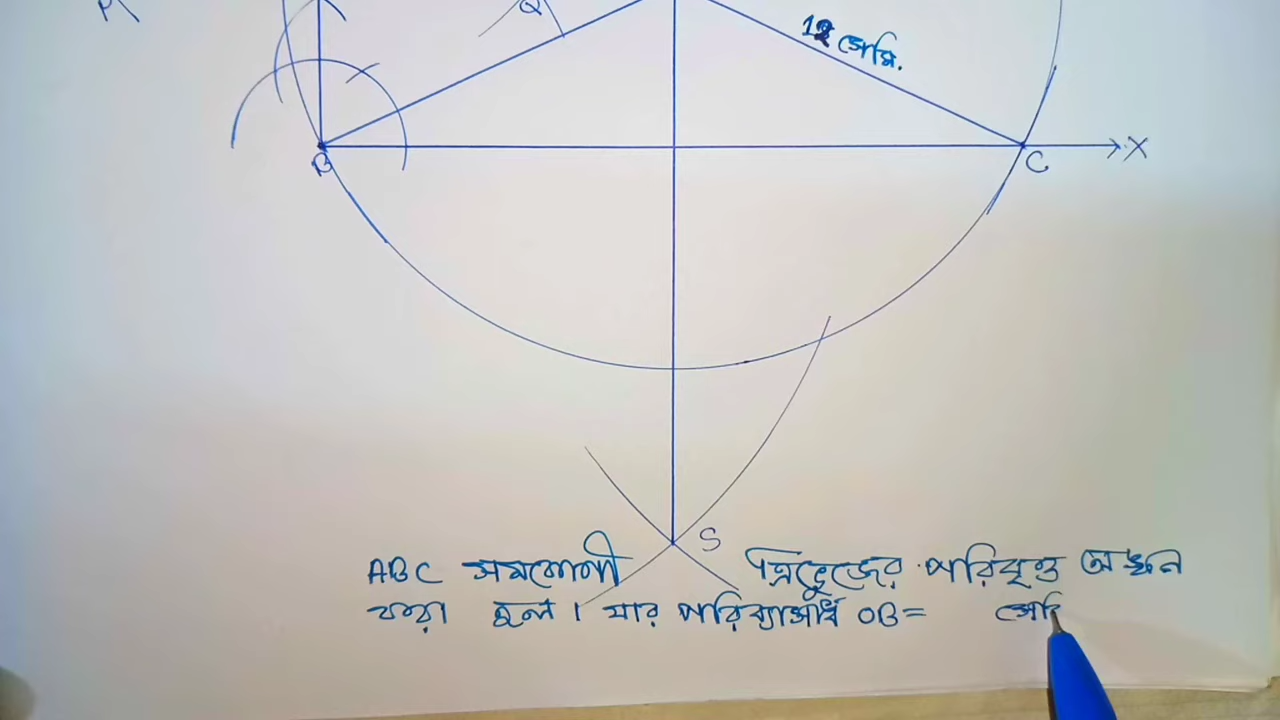 P
Q
12 সেমি.
B
C
X
S
ABC সমকোণী ত্রিভুজের পরিবৃত্ত অঙ্কন
করা হল। যার পরিব্যাসার্ধ OB= সেমি